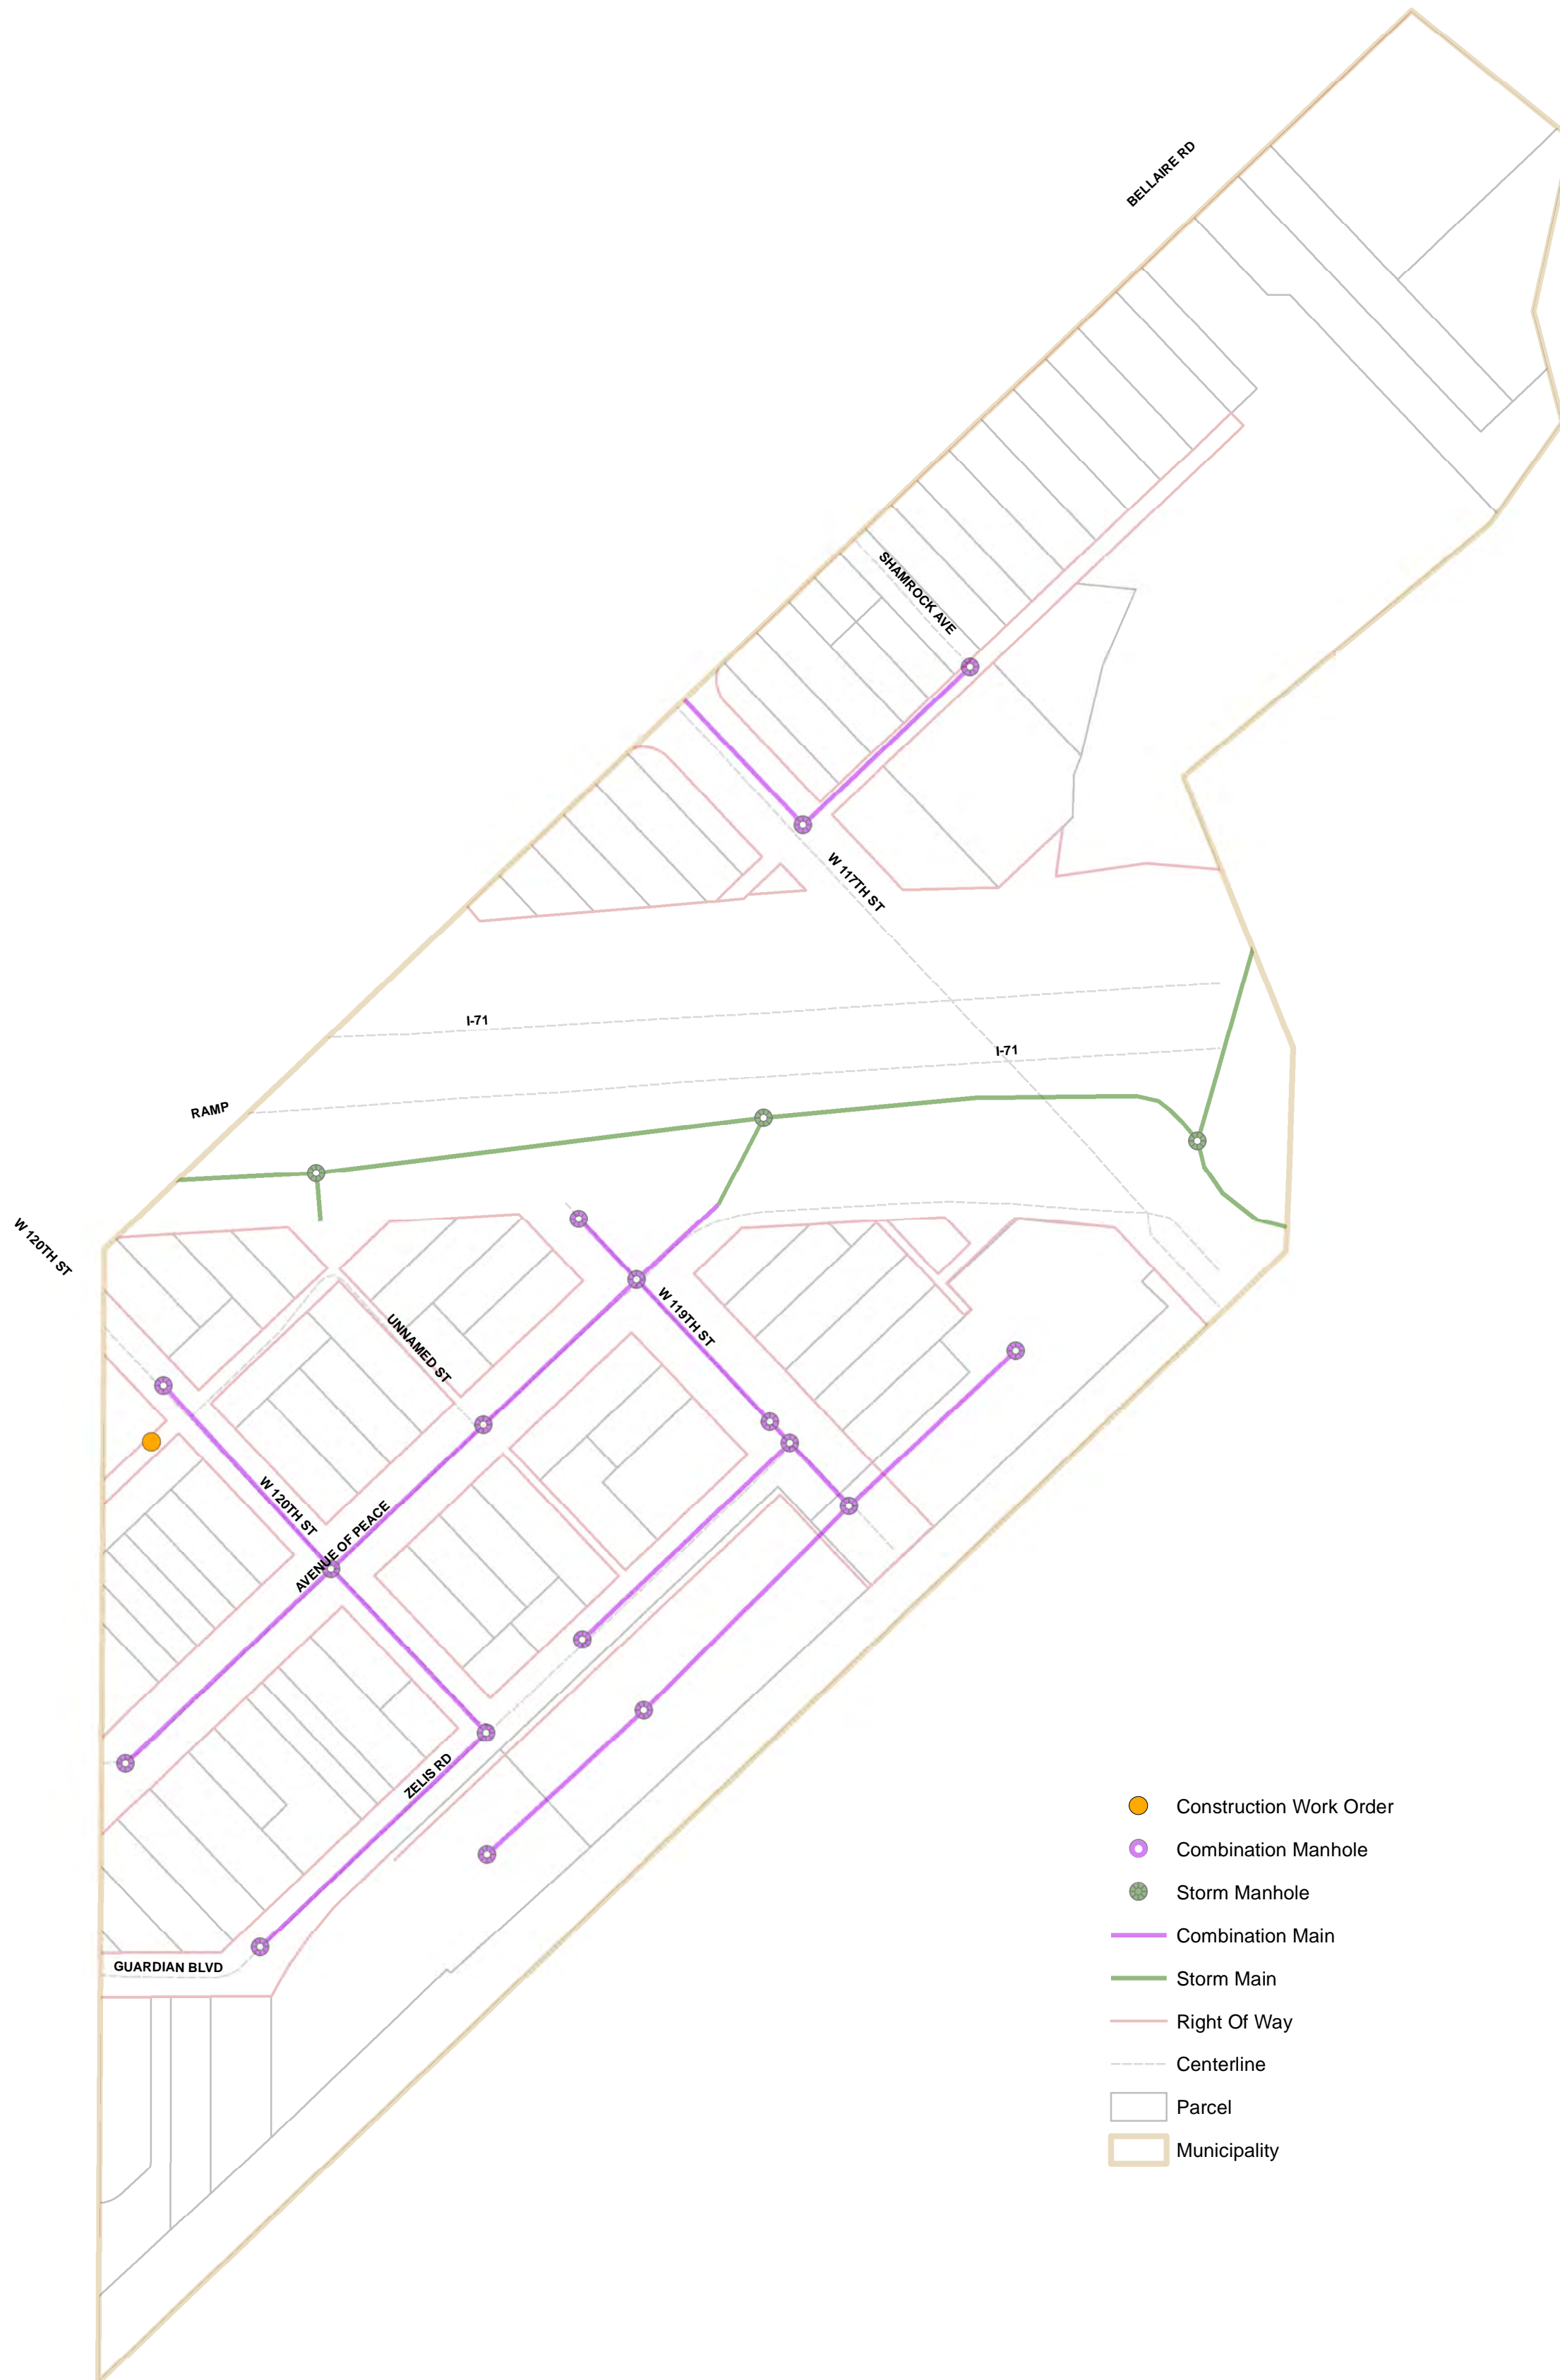 BELLAIRE RD
SHAMROCK AVE
W 117TH ST
I-71
I-71
RAMP
W 120TH ST
W 119TH ST
UNNAMED ST
W 120TH ST
AVENUE OF PEACE
ZELIS RD
GUARDIAN BLVD
Construction Work Order
Combination Manhole
Storm Manhole
Combination Main
Storm Main
Right Of Way
Centerline
Parcel
Municipality